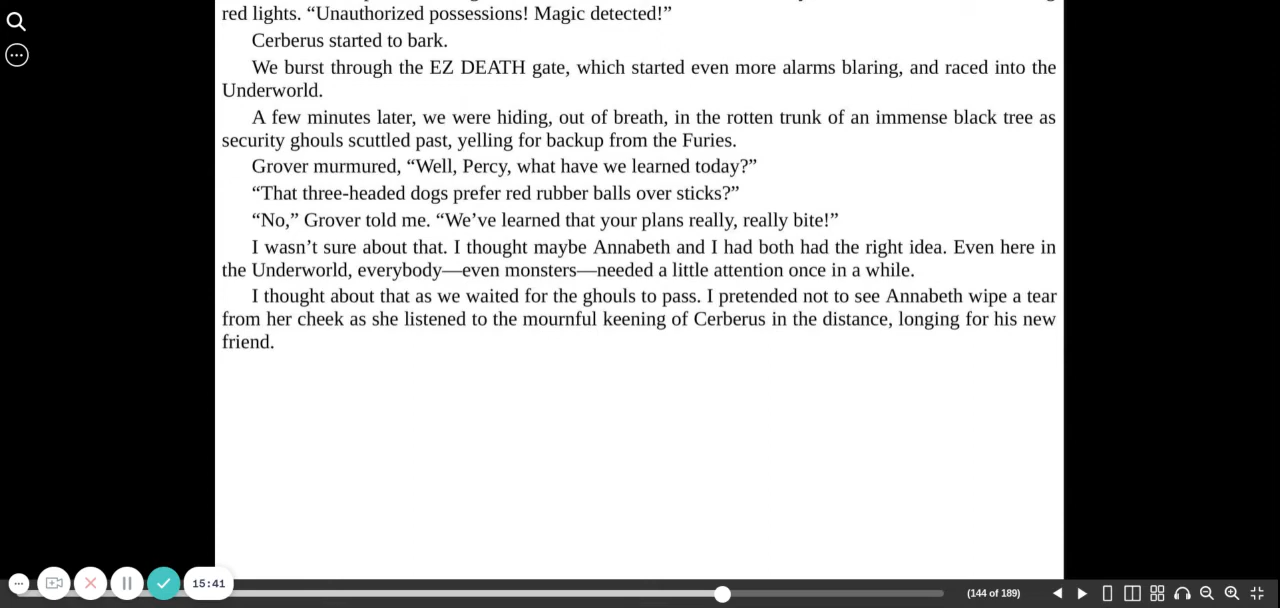 red lights. “Unauthorized possessions! Magic detected!”
Cerberus started to bark.
We burst through the EZ DEATH gate, which started even more alarms blaring, and raced into the
Underworld.
A few minutes later, we were hiding, out of breath, in the rotten trunk of an immense black tree as
security ghouls scuttled past, yelling for backup from the Furies.
Grover murmured, “Well, Percy, what have we learned today?”
“That three-headed dogs prefer red rubber balls over sticks?”
“No,” Grover told me. “We’ve learned that your plans really, really bite!”
I wasn’t sure about that. I thought maybe Annabeth and I had both had the right idea. Even here in
the Underworld, everybody—even monsters—needed a little attention once in a while.
I thought about that as we waited for the ghouls to pass. I pretended not to see Annabeth wipe a tear
from her cheek as she listened to the mournful keening of Cerberus in the distance, longing for his new
friend.
15:41
(144 of 189)